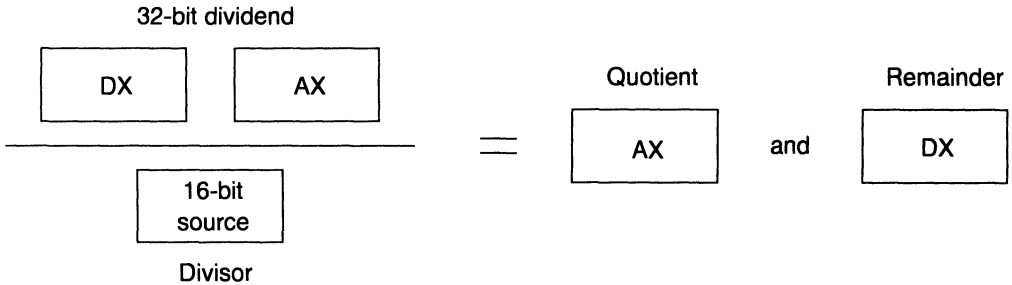 32-bit dividend
DX
AX
16-bit
source
Divisor
=
Quotient
AX
and
Remainder
DX